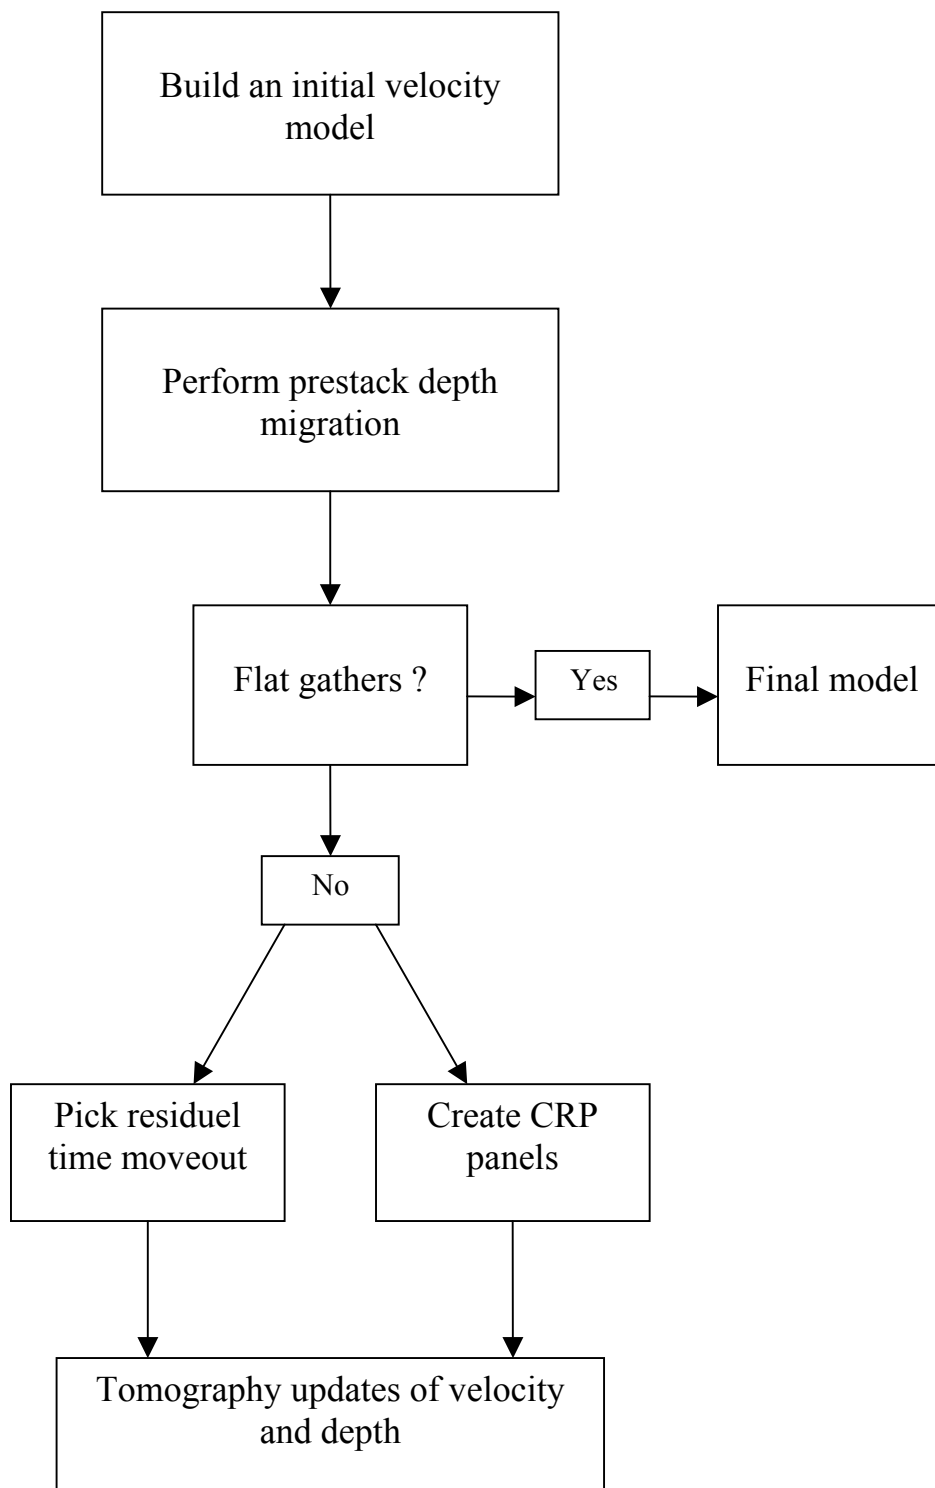 Build an initial velocity
model
Perform prestack depth
migration
Flat gathers ?
Yes
Final model
No
Pick residuel
time moveout
Create CRP
panels
Tomography updates of velocity
and depth